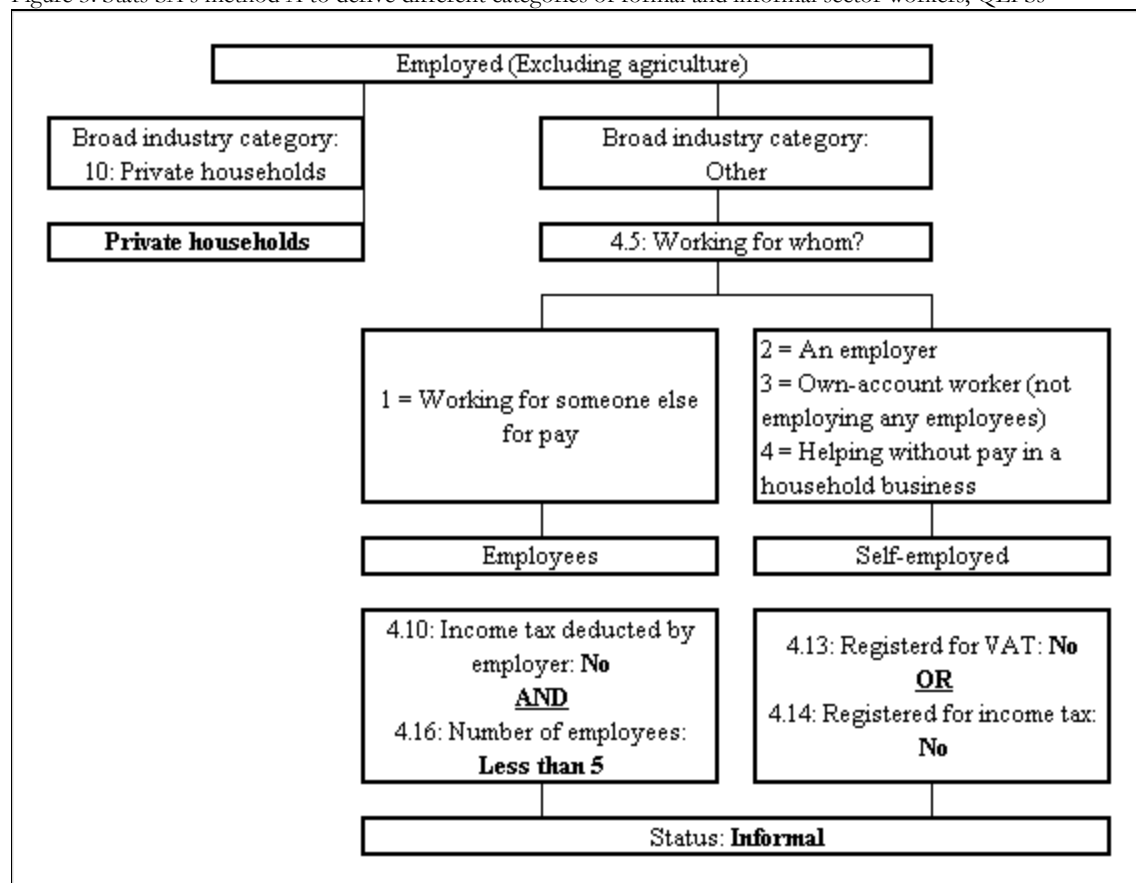 Figure 3: Stats SA's method A to derive different categories of formal and informal sector workers, QLFSs
Employed (Excluding agriculture)
Broad industry category:
10: Private households
Broad industry category:
Other
Private households
4.5: Working for whom?
1 = Working for someone else
for pay
2 = An employer
3 = Own-account worker (not
employing any employees)
4 = Helping without pay in a
household business
Employees
Self-employed
4.10: Income tax deducted by
employer: No
AND
4.16: Number of employees:
Less than 5
4.13: Registerd for VAT: No
OR
4.14: Registered for income tax:
No
Status: Informal